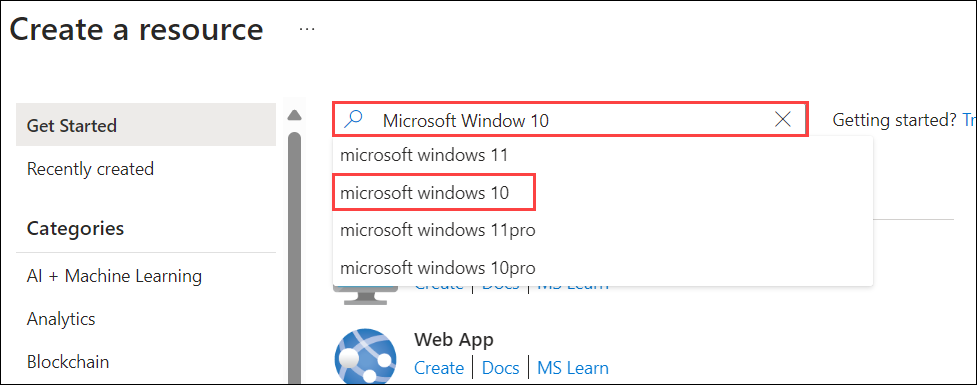 Create a resource ...
Get Started
Recently created
Categories
AI + Machine Learning
Analytics
Blockchain
Microsoft Window 10
Getting started? Tr
microsoft windows 11
microsoft windows 10
microsoft windows 11pro
microsoft windows 10pro
Create | Docs | MS Learn
Web App
Create | Docs | MS Learn